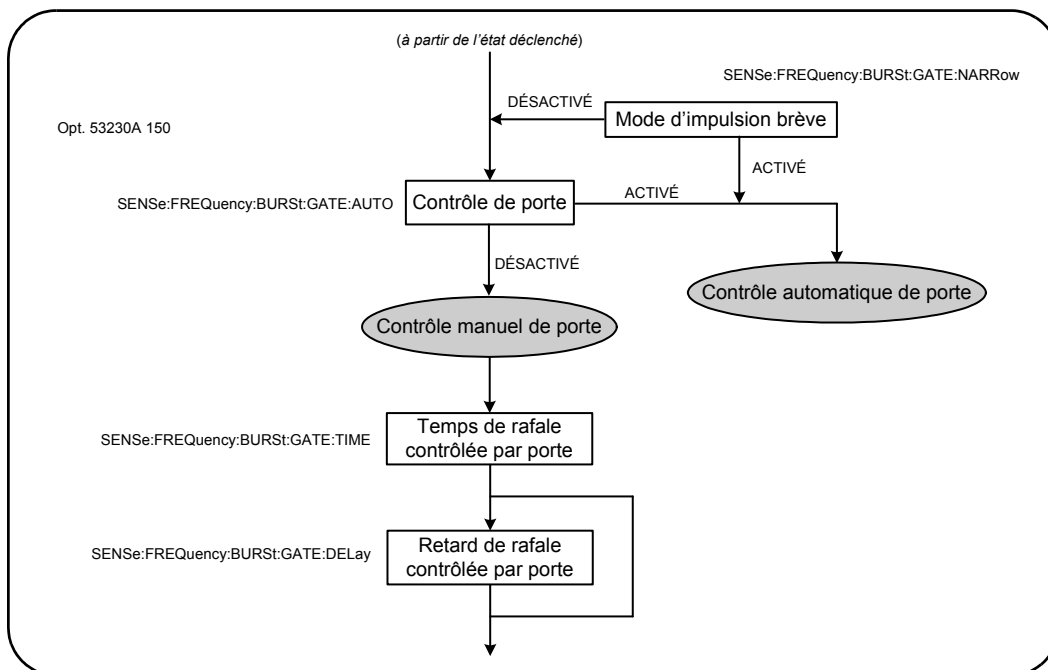 (à partir de l'état déclenché)
SENSe:FREQuency:BURSt:GATE:NARRow
DÉSACTIVÉ
Mode d'impulsion brève
Opt. 53230A 150
ACTIVÉ
SENSe:FREQuency:BURSt:GATE:AUTO
Contrôle de porte
ACTIVÉ
DÉSACTIVÉ
Contrôle automatique de porte
Contrôle manuel de porte
SENSe:FREQuency:BURSt:GATE:TIME
Temps de rafale
contrôlée par porte
SENSe:FREQuency:BURSt:GATE:DELay
Retard de rafale
contrôlée par porte